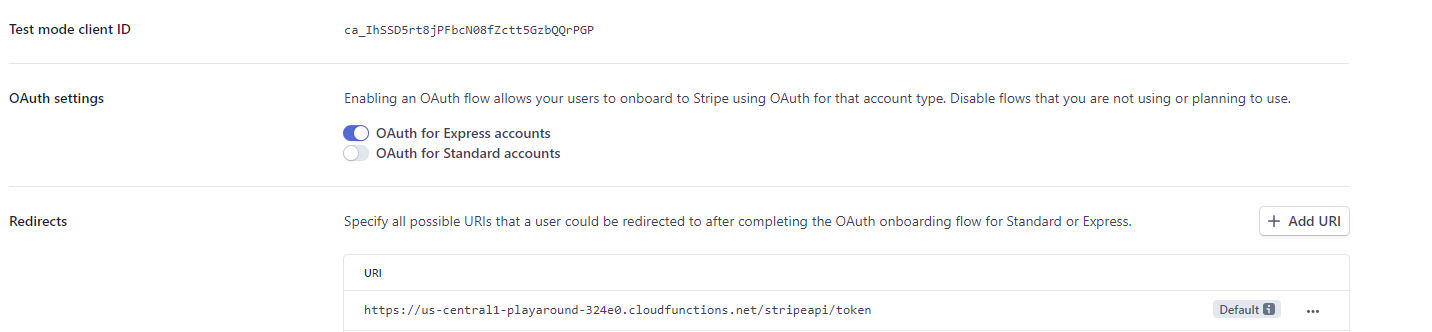 Test mode client ID
ca_IhSSD5rt8jPFbcN08fZctt5GzbQQrPGP
OAuth settings
Enabling an OAuth flow allows your users to onboard to Stripe using OAuth for that account type. Disable flows that you are not using or planning to use.
OAuth for Express accounts
OAuth for Standard accounts
Redirects
Specify all possible URIs that a user could be redirected to after completing the OAuth onboarding flow for Standard or Express.
+ Add URI
URI
https://us-central1-playaround-324e0.cloudfunctions.net/stripeapi/token
Default